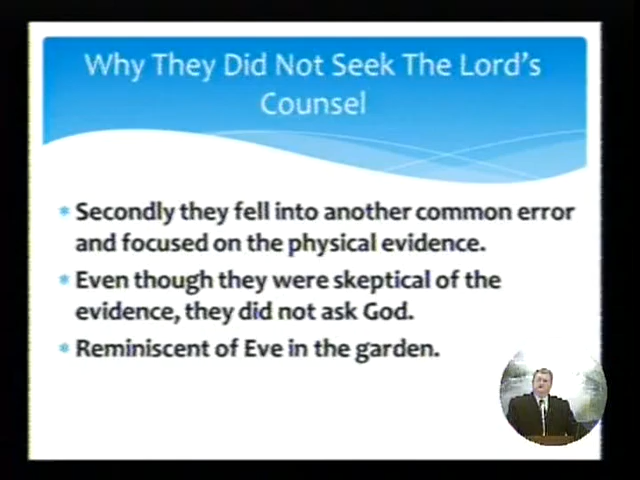 Why They Did Not Seek The Lord's
Counsel
Secondly they fell into another common error
and focused on the physical evidence.
Even though they were skeptical of the
evidence, they did not ask God.
Reminiscent of Eve in the garden.